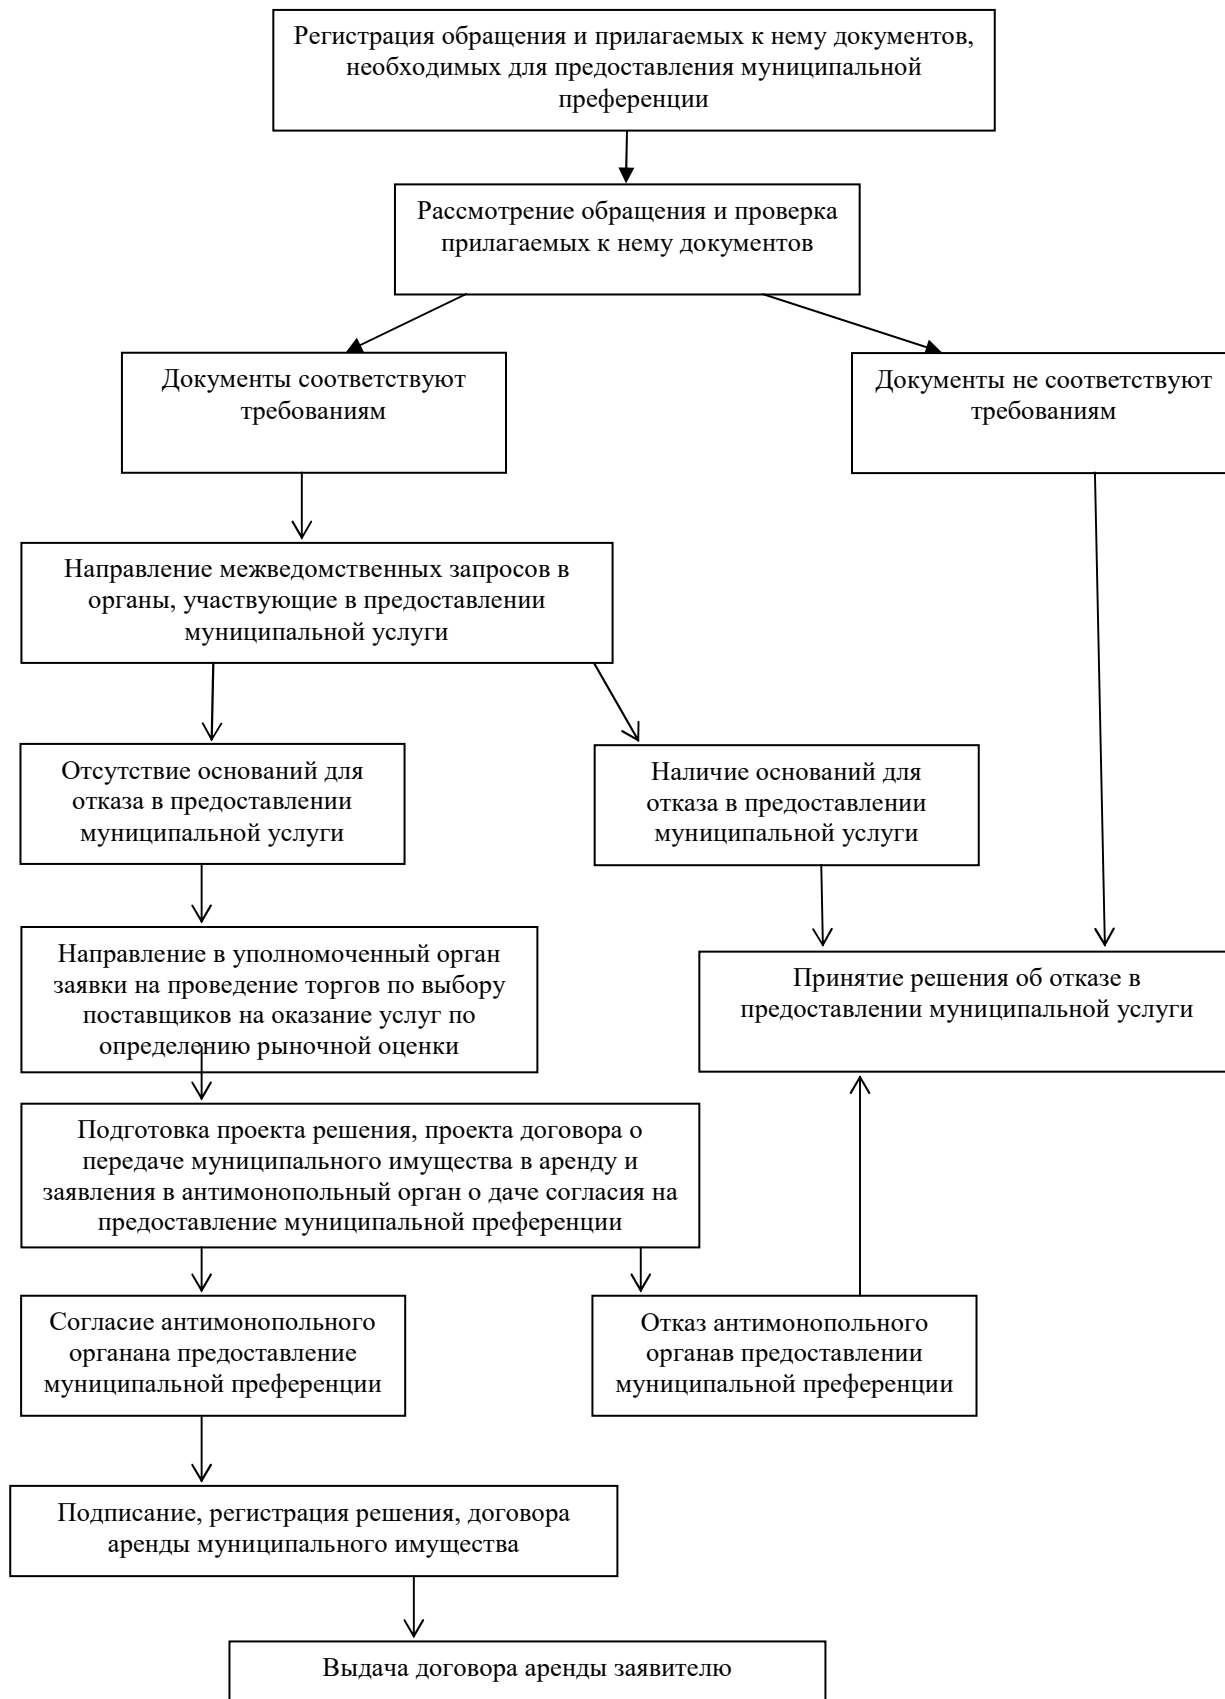 Регистрация обращения и прилагаемых к нему документов,
необходимых для предоставления муниципальной
преференции
Рассмотрение обращения и проверка
прилагаемых к нему документов
Документы соответствуют
требованиям
Документы не соответствуют
требованиям
Направление межведомственных запросов в
органы, участвующие в предоставлении
муниципальной услуги
Отсутствие оснований для
отказа в предоставлении
муниципальной услуги
Наличие оснований для
отказа в предоставлении
муниципальной услуги
Направление в уполномоченный орган
заявки на проведение торгов по выбору
поставщиков на оказание услуг по
определению рыночной оценки
Принятие решения об отказе в
предоставлении муниципальной услуги
Подготовка проекта решения, проекта договора о
передаче муниципального имущества в аренду и
заявления в антимонопольный орган о даче согласия на
предоставление муниципальной преференции
Согласие антимонопольного
органана предоставление
муниципальной преференции
Отказ антимонопольного
органав предоставлении
муниципальной преференции
Подписание, регистрация решения, договора
аренды муниципального имущества
Выдача договора аренды заявителю